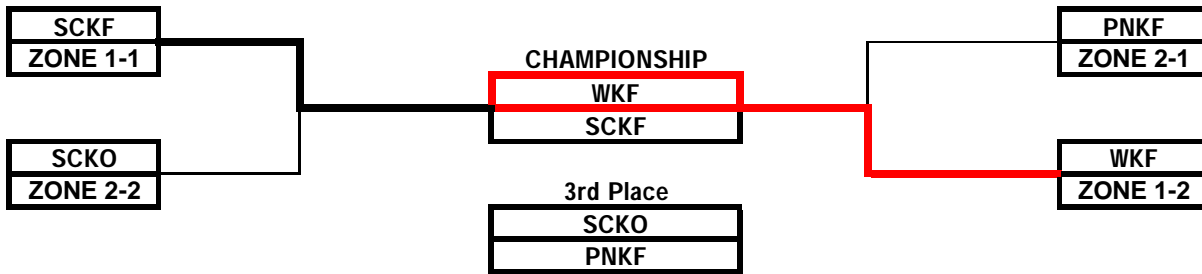 SCKF
ZONE 1-1
SCKO
ZONE 2-2
CHAMPIONSHIP
WKF
SCKF
3rd Place
SCKO
PNKF
PNKF
ZONE 2-1
WKF
ZONE 1-2